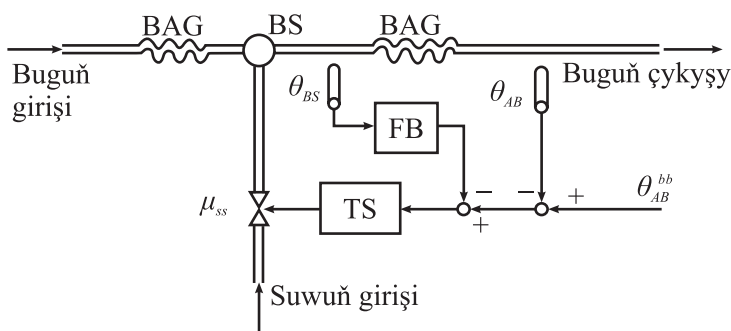 BAG
BS
BAG
Buguň
girişi
Buguň çykyşy
θ_BS
θ_AB
FB
θ_AB^bb
μ_ss
TS
− − +
+
Suwuň girişi